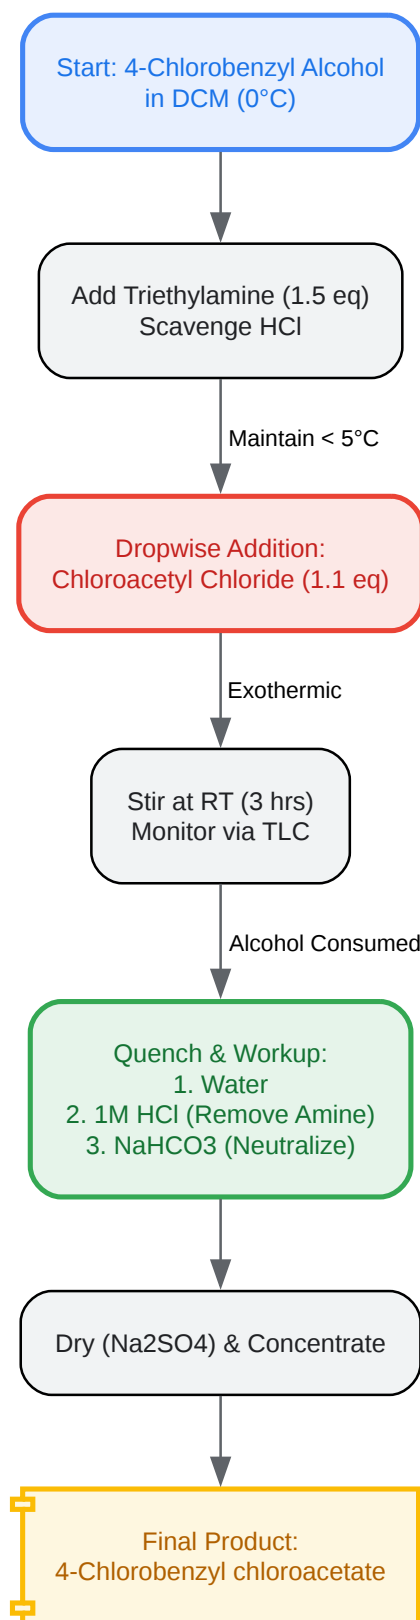 Start: 4-Chlorobenzyl Alcohol
in DCM (0°C)
Add Triethylamine (1.5 eq)
Scavenge HCl
Maintain < 5°C
Dropwise Addition:
Chloroacetyl Chloride (1.1 eq)
Exothermic
Stir at RT (3 hrs)
Monitor via TLC
Alcohol Consumed
Quench & Workup:
1. Water
2. 1M HCl (Remove Amine)
3. NaHCO3 (Neutralize)
Dry (Na2SO4) & Concentrate
Final Product:
4-Chlorobenzyl chloroacetate